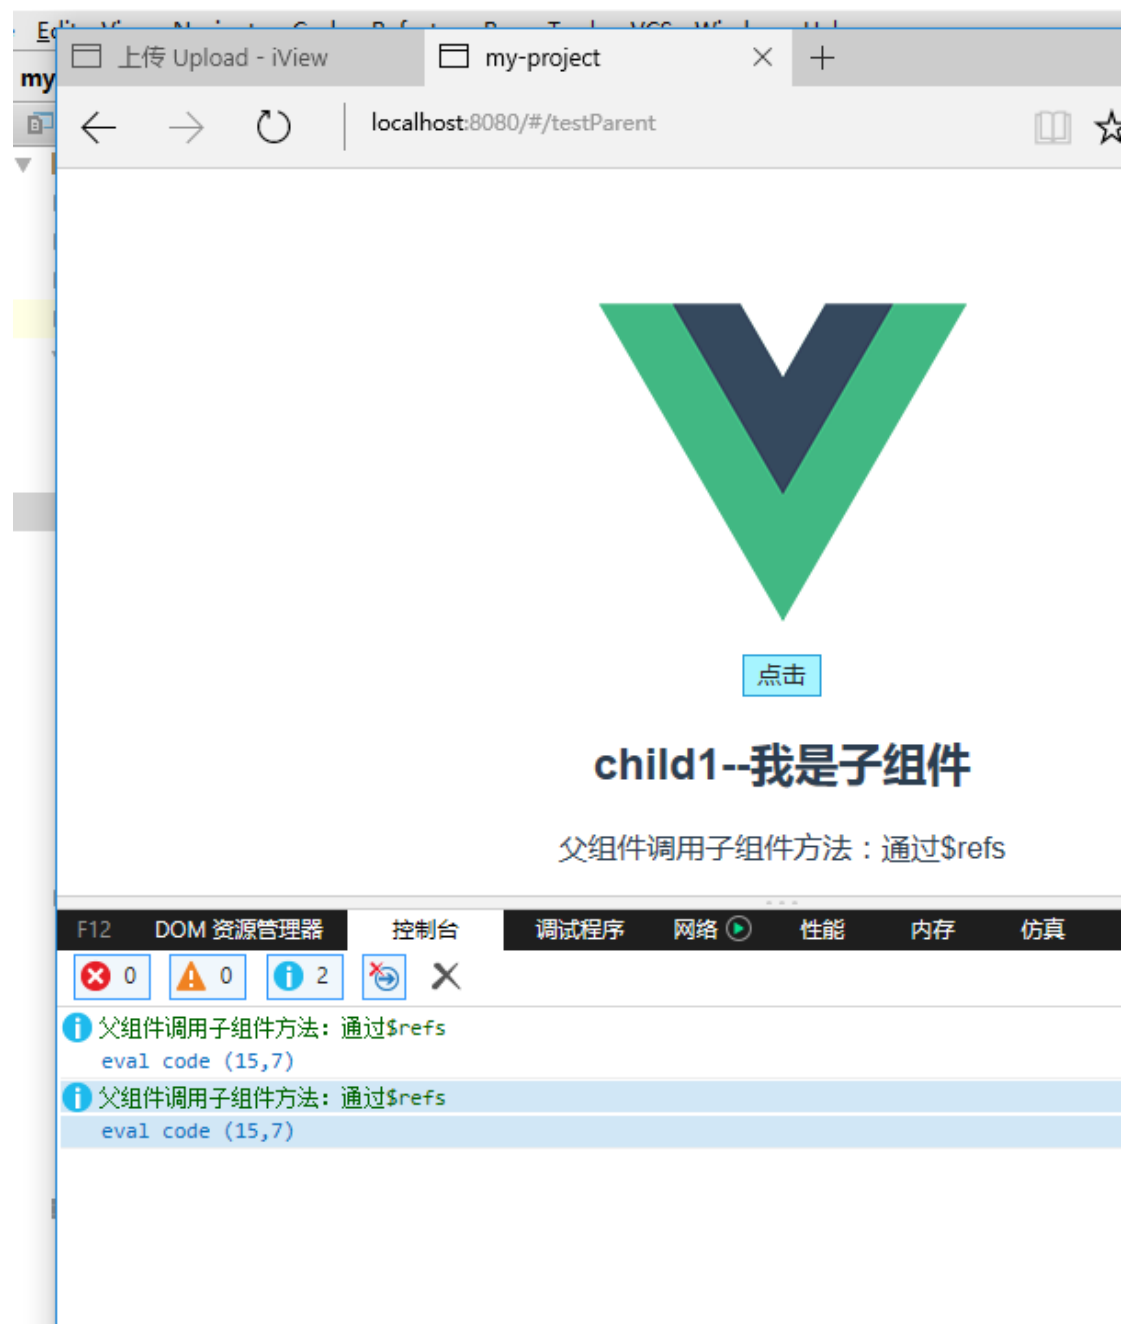 上传 Upload - iView
my-project
my
localhost:8080/#/testParent
点击
child1--我是子组件
父组件调用子组件方法：通过$refs
F12 DOM 资源管理器 控制台 调试程序 网络 性能 内存 仿真
0 0 2
父组件调用子组件方法: 通过$refs
eval code (15,7)
父组件调用子组件方法: 通过$refs
eval code (15,7)